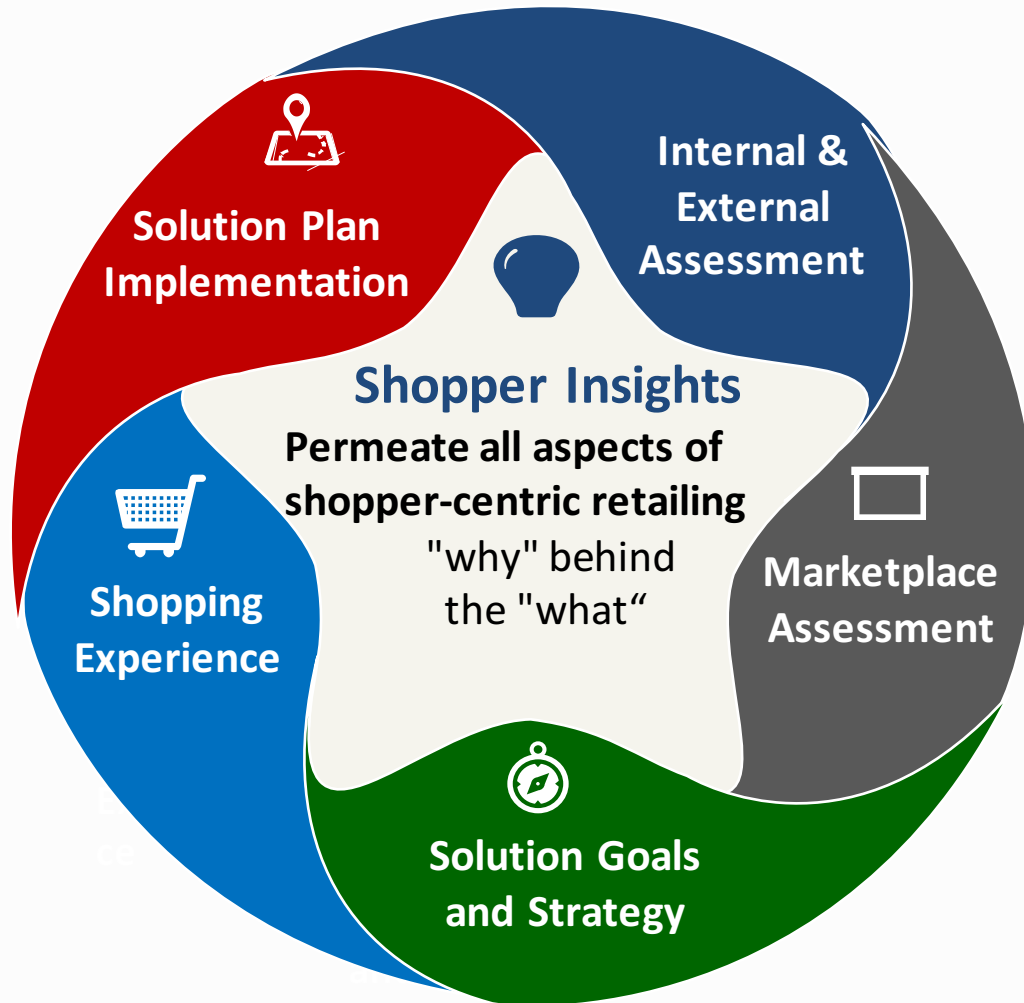 Internal &
External
Assessment
Solution Plan
Implementation
Shopper Insights
Permeate all aspects of
shopper-centric retailing
"why" behind
the "what“
Marketplace
Assessment
Shopping
Experience
ce
Solution Goals
and Strategy